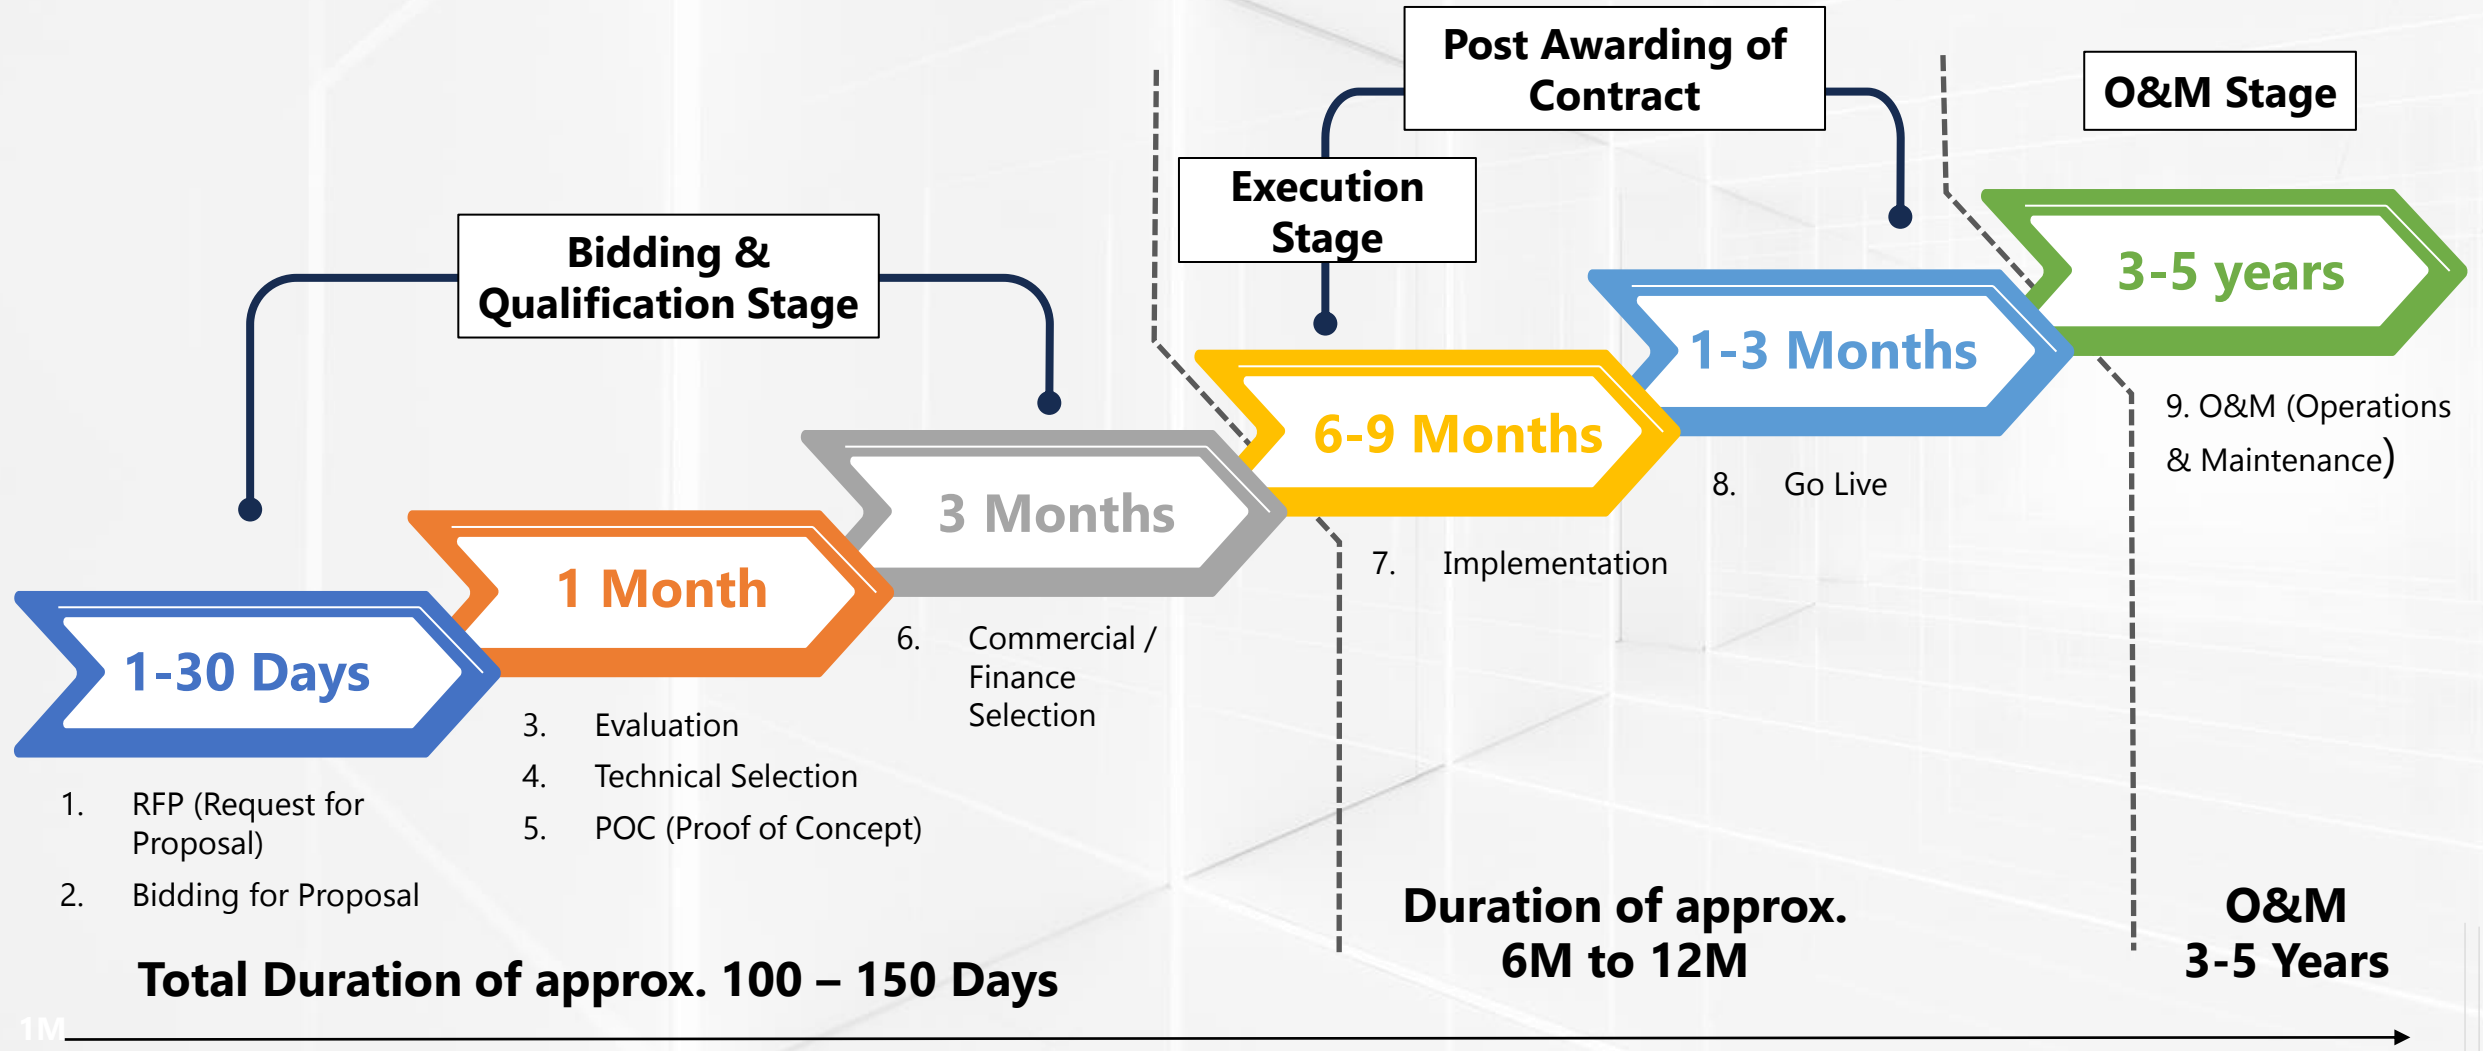 Post Awarding of
Contract
O&M Stage
Execution
Stage
Bidding &
Qualification Stage
3-5 years
1-3 Months
6-9 Months
3 Months
1 Month
1-30 Days
9. O&M (Operations
& Maintenance)
8. Go Live
7. Implementation
6. Commercial /
Finance
Selection
3. Evaluation
4. Technical Selection
5. POC (Proof of Concept)
1. RFP (Request for
Proposal)
2. Bidding for Proposal
Total Duration of approx. 100 – 150 Days
Duration of approx.
6M to 12M
O&M
3-5 Years
1M